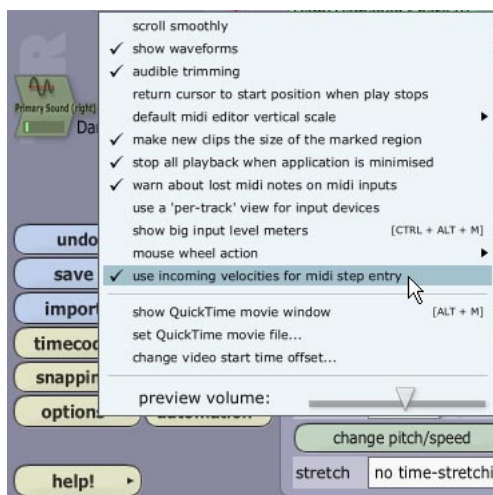 scroll smoothly
✓ show waveforms
✓ audible trimming
return cursor to start position when play stops
default midi editor vertical scale
✓ make new clips the size of the marked region
✓ stop all playback when application is minimised
✓ warn about lost midi notes on midi inputs
use a 'per-track' view for input devices
show big input level meters [CTRL + ALT + M]
mouse wheel action
✓ use incoming velocities for midi step entry
show QuickTime movie window [ALT + M]
set QuickTime movie file...
change video start time offset...
preview volume:
Primary Sound (right)
Da
undo
save
import
timecod
snappin
options
help!
change pitch/speed
stretch no time-stretchi